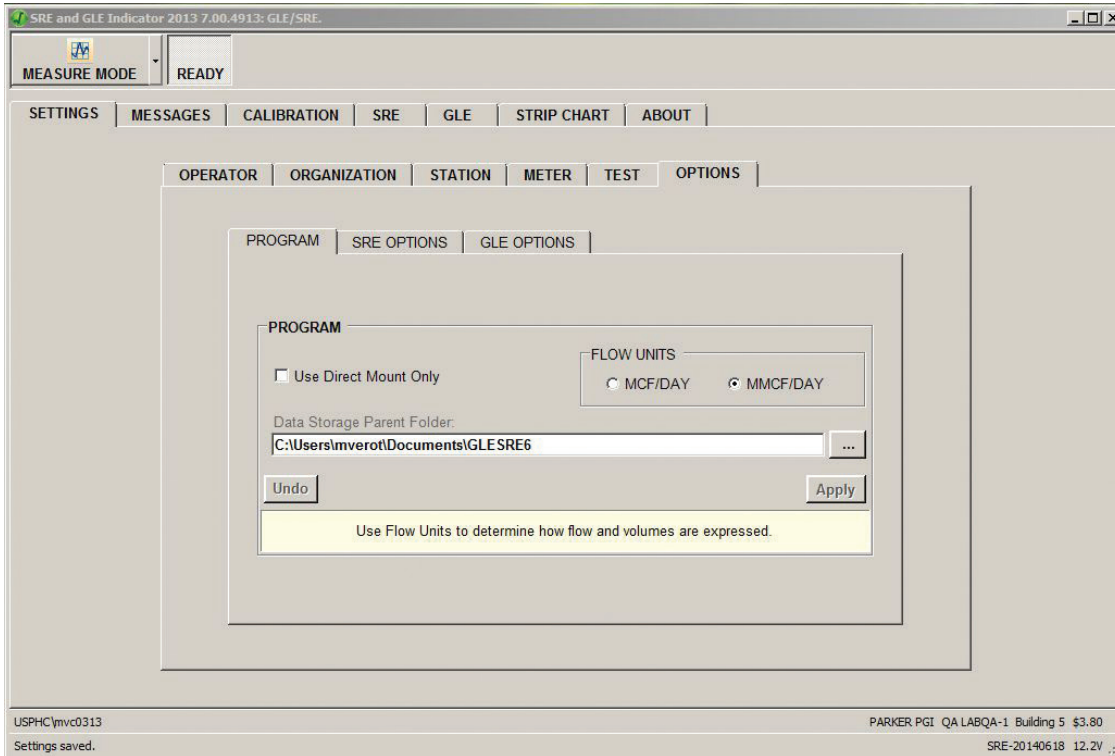 SRE and GLE Indicator 2013 7.00.4913: GLE/SRE.
MEASURE MODE READY
SETTINGS MESSAGES CALIBRATION SRE GLE STRIP CHART ABOUT
OPERATOR ORGANIZATION STATION METER TEST OPTIONS
PROGRAM SRE OPTIONS GLE OPTIONS
PROGRAM
FLOW UNITS
Use Direct Mount Only MCF/DAY MMCF/DAY
Data Storage Parent Folder:
C:\Users\mverot\Documents\GLESRE6 ...
Undo Apply
Use Flow Units to determine how flow and volumes are expressed.
USPHC\mvc0313 PARKER PGI QA LABQA-1 Building 5 $3.80
Settings saved. SRE-20140618 12.2V